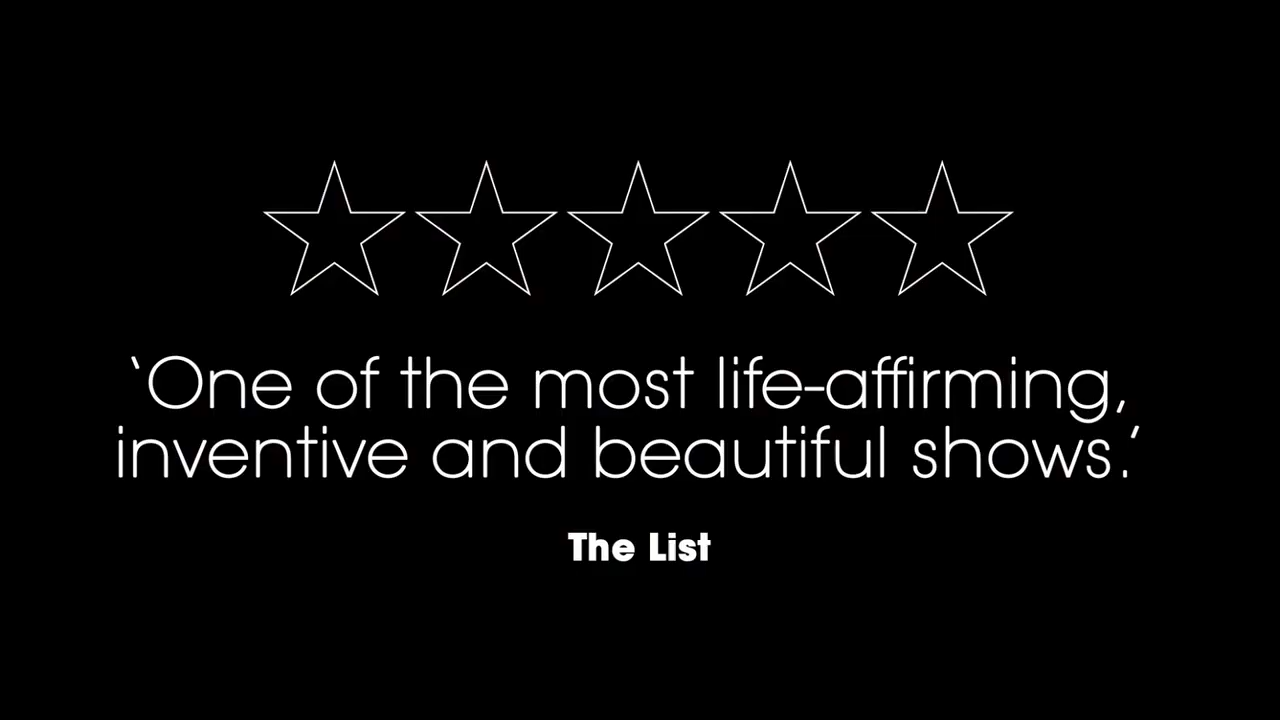 ‘One of the most life-affirming,
inventive and beautiful shows.’
The List